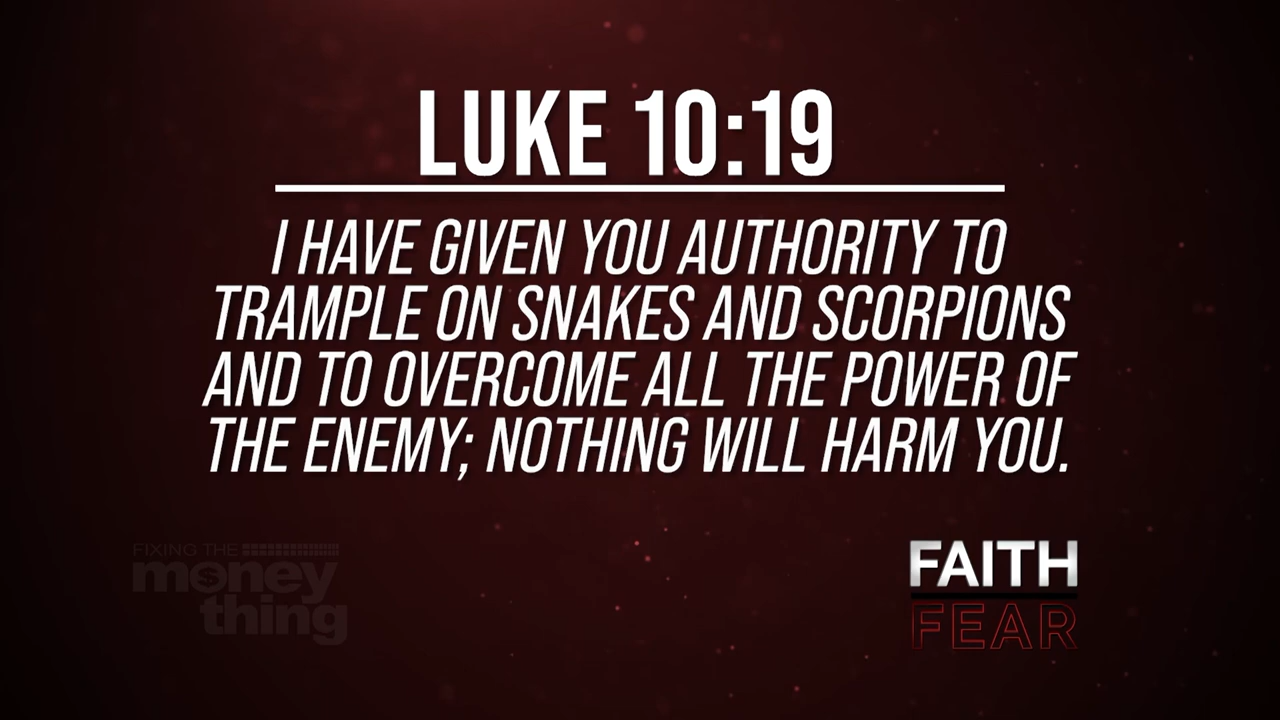 LUKE 10:19
I HAVE GIVEN YOU AUTHORITY TO
TRAMPLE ON SNAKES AND SCORPIONS
AND TO OVERCOME ALL THE POWER OF
THE ENEMY; NOTHING WILL HARM YOU.
FIXING THE
money
thing
FAITH
FEAR